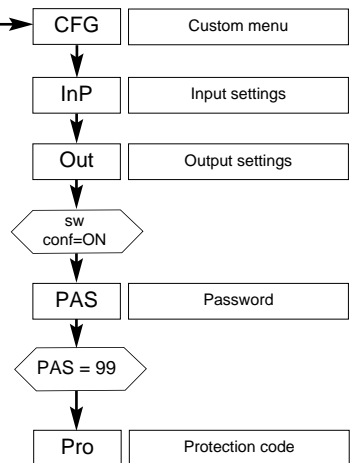 CFG
Custom menu
InP
Input settings
Out
Output settings
sw
conf=ON
PAS
Password
PAS = 99
Pro
Protection code